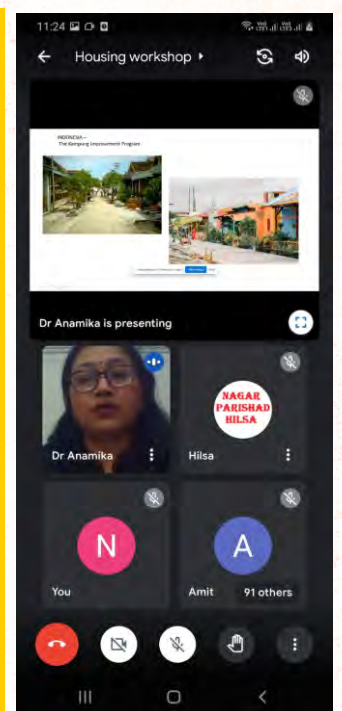 11:24
Housing workshop
INDONESIA –
The Kampung Improvement Program
Dr Anamika is presenting
NAGAR
PARISHAD
HILSA
Dr Anamika
Hilsa
N
A
You
Amit
91 others